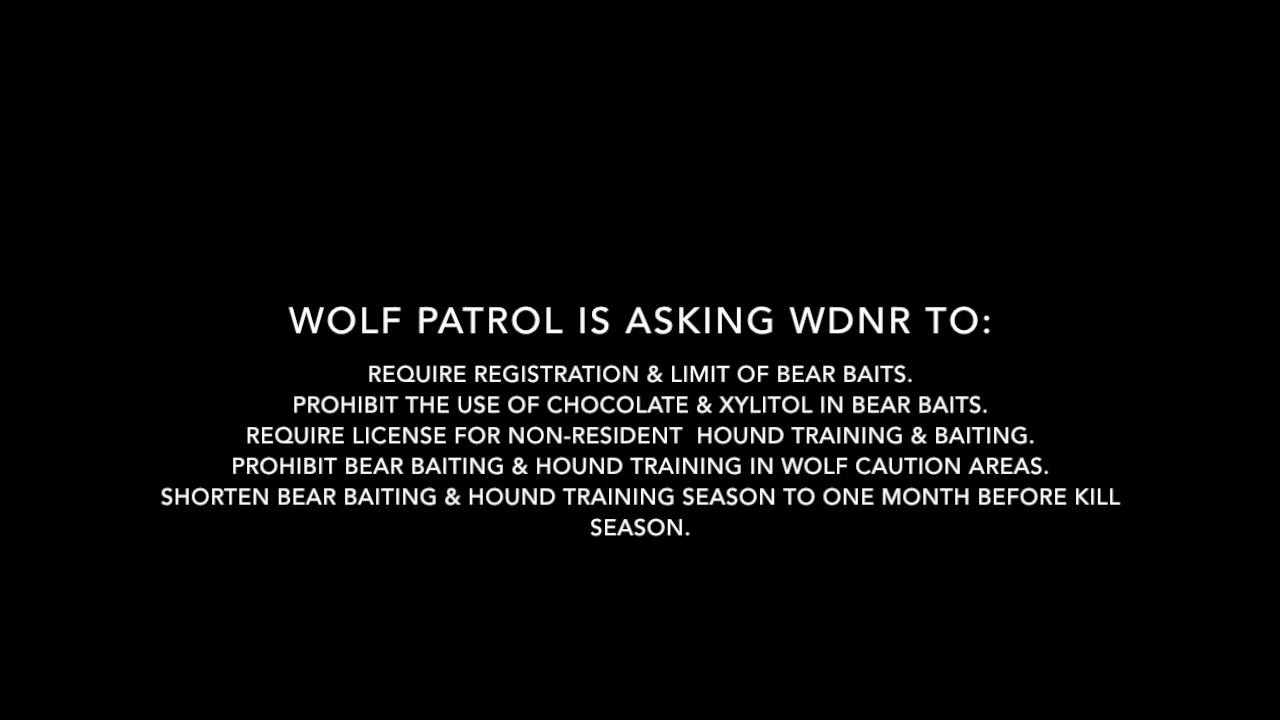 WOLF PATROL IS ASKING WDNR TO:
REQUIRE REGISTRATION & LIMIT OF BEAR BAITS.
PROHIBIT THE USE OF CHOCOLATE & XYLITOL IN BEAR BAITS.
REQUIRE LICENSE FOR NON-RESIDENT  HOUND TRAINING & BAITING.
PROHIBIT BEAR BAITING & HOUND TRAINING IN WOLF CAUTION AREAS.
SHORTEN BEAR BAITING & HOUND TRAINING SEASON TO ONE MONTH BEFORE KILL
SEASON.